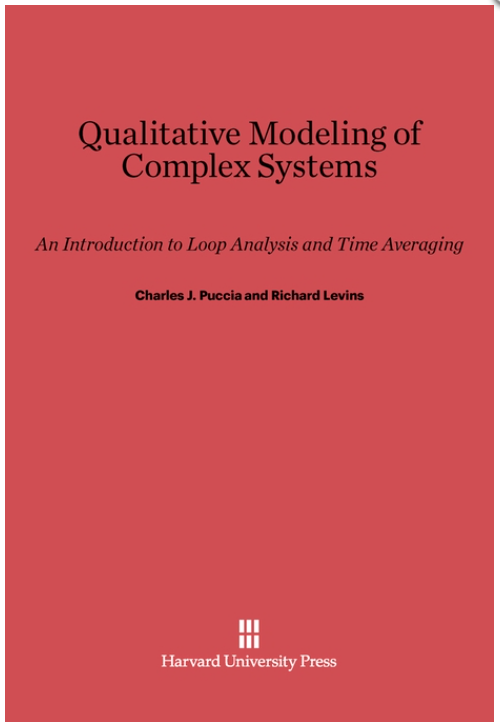 Qualitative Modeling of
Complex Systems
An Introduction to Loop Analysis and Time Averaging
Charles J. Puccia and Richard Levins
Harvard University Press